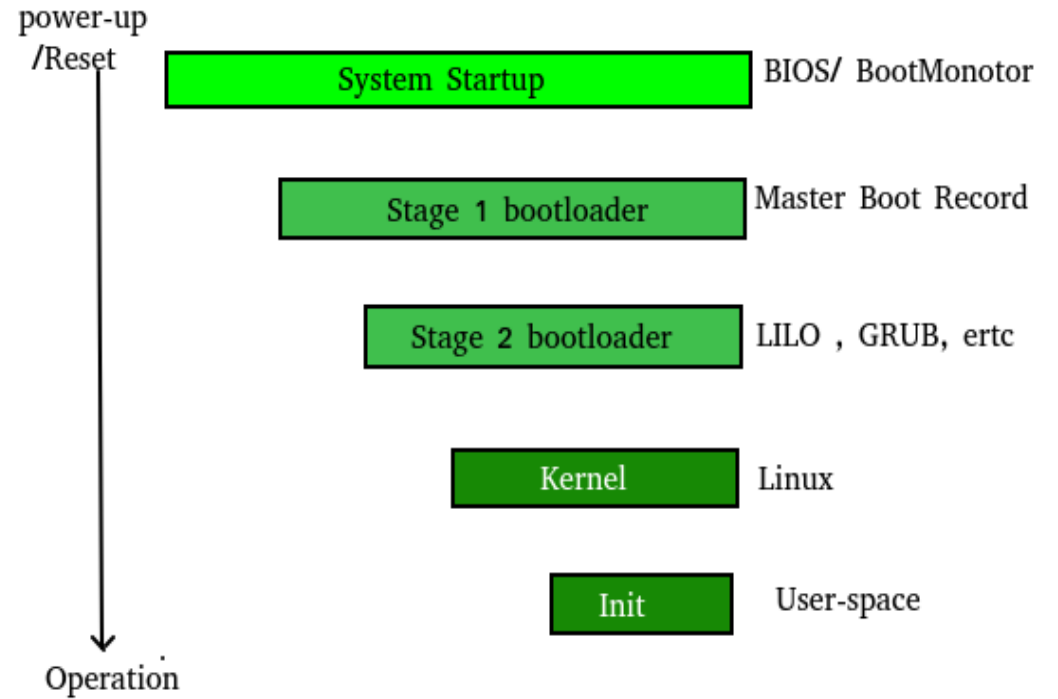 power-up
/Reset
System Startup
BIOS/ BootMonotor
Stage 1 bootloader
Master Boot Record
Stage 2 bootloader
LILO , GRUB, ertc
Kernel
Linux
Init
User-space
Operation